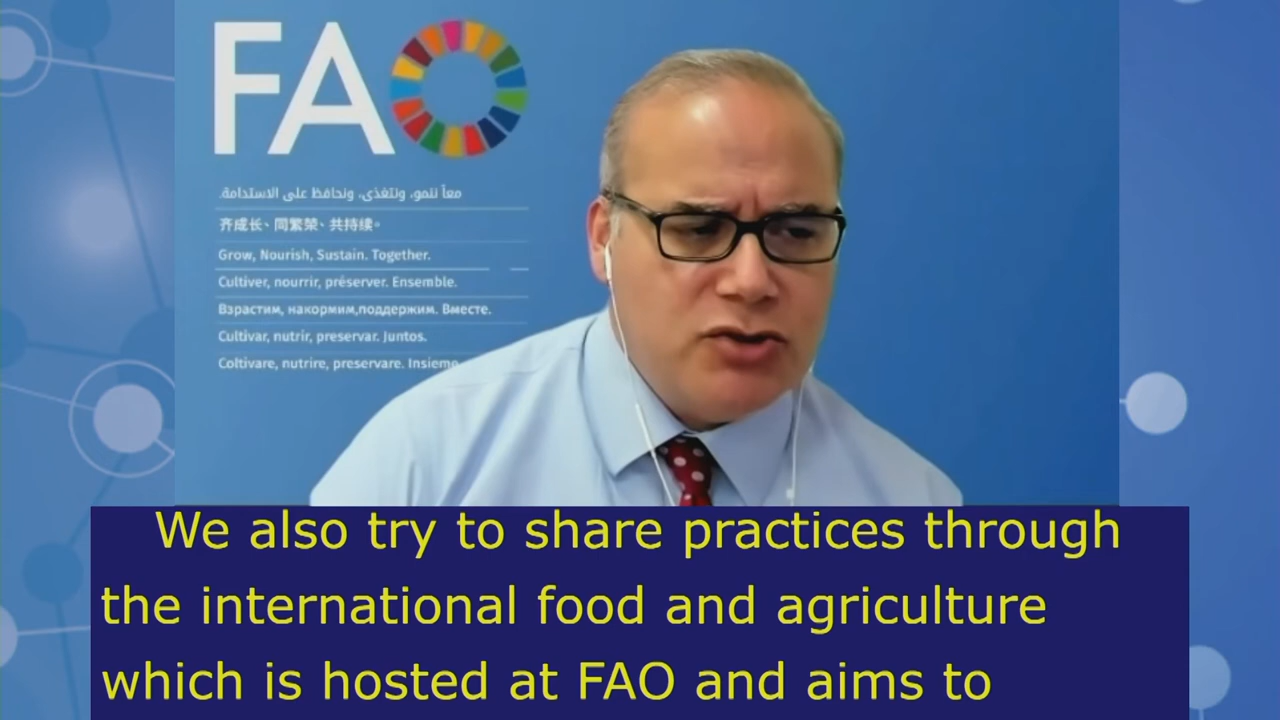 FAO
معاً ننمو، ونتغذى، ونحافظ على الاستدامة.
齐成长、同繁荣、共持续。
Grow, Nourish, Sustain. Together.
Cultiver, nourrir, préserver. Ensemble.
Взрастим, накормим,поддержим. Вместе.
Cultivar, nutrir, preservar. Juntos.
Coltivare, nutrire, preservare. Insieme
We also try to share practices through
the international food and agriculture
which is hosted at FAO and aims to